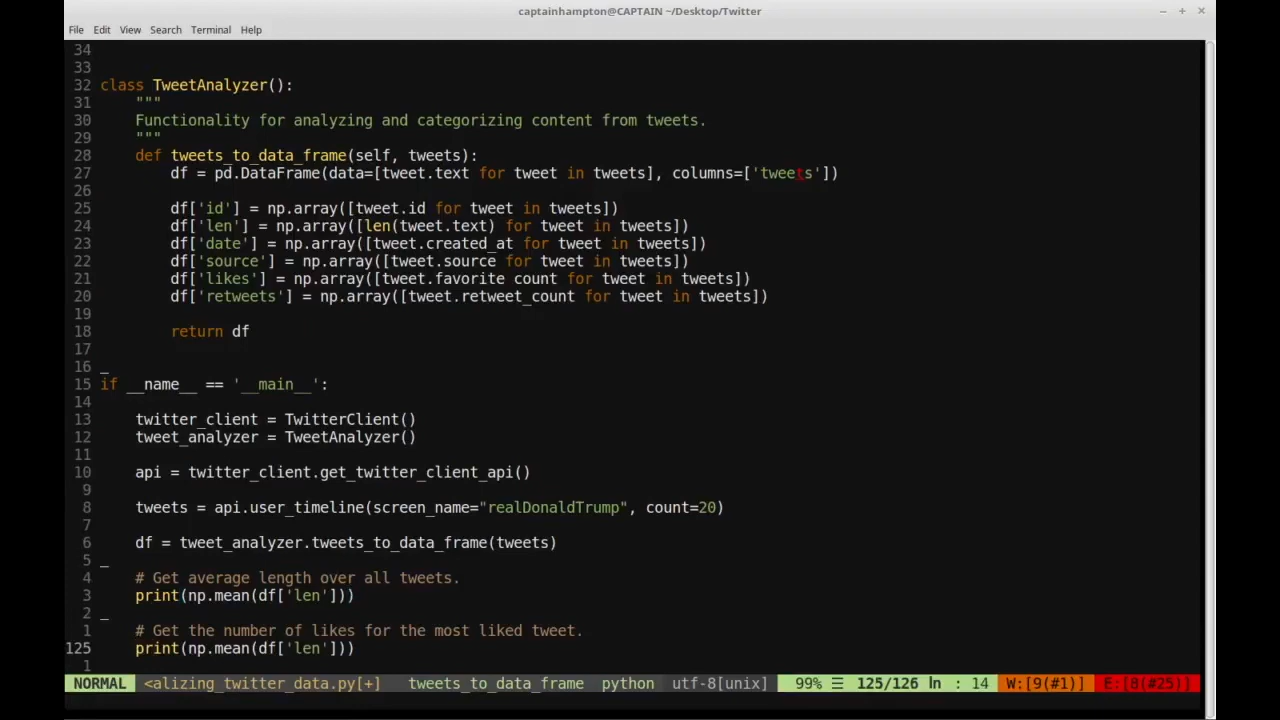 captainhampton@CAPTAIN ~/Desktop/Twitter
File Edit View Search Terminal Help
34
33
32 class TweetAnalyzer():
31     """
30     Functionality for analyzing and categorizing content from tweets.
29     """
28     def tweets_to_data_frame(self, tweets):
27         df = pd.DataFrame(data=[tweet.text for tweet in tweets], columns=['tweets'])
26
25         df['id'] = np.array([tweet.id for tweet in tweets])
24         df['len'] = np.array([len(tweet.text) for tweet in tweets])
23         df['date'] = np.array([tweet.created_at for tweet in tweets])
22         df['source'] = np.array([tweet.source for tweet in tweets])
21         df['likes'] = np.array([tweet.favorite count for tweet in tweets])
20         df['retweets'] = np.array([tweet.retweet_count for tweet in tweets])
19
18         return df
17
16 _
15 if __name__ == '__main__':
14
13     twitter_client = TwitterClient()
12     tweet_analyzer = TweetAnalyzer()
11
10     api = twitter_client.get_twitter_client_api()
9
8     tweets = api.user_timeline(screen_name="realDonaldTrump", count=20)
7
6     df = tweet_analyzer.tweets_to_data_frame(tweets)
5 _
4     # Get average length over all tweets.
3     print(np.mean(df['len']))
2 _
1     # Get the number of likes for the most liked tweet.
125     print(np.mean(df['len']))
1
NORMAL <alizing_twitter_data.py[+] tweets_to_data_frame python utf-8[unix] 99% ☰ 125/126 ln : 14 W:[9(#1)] E:[8(#25)]